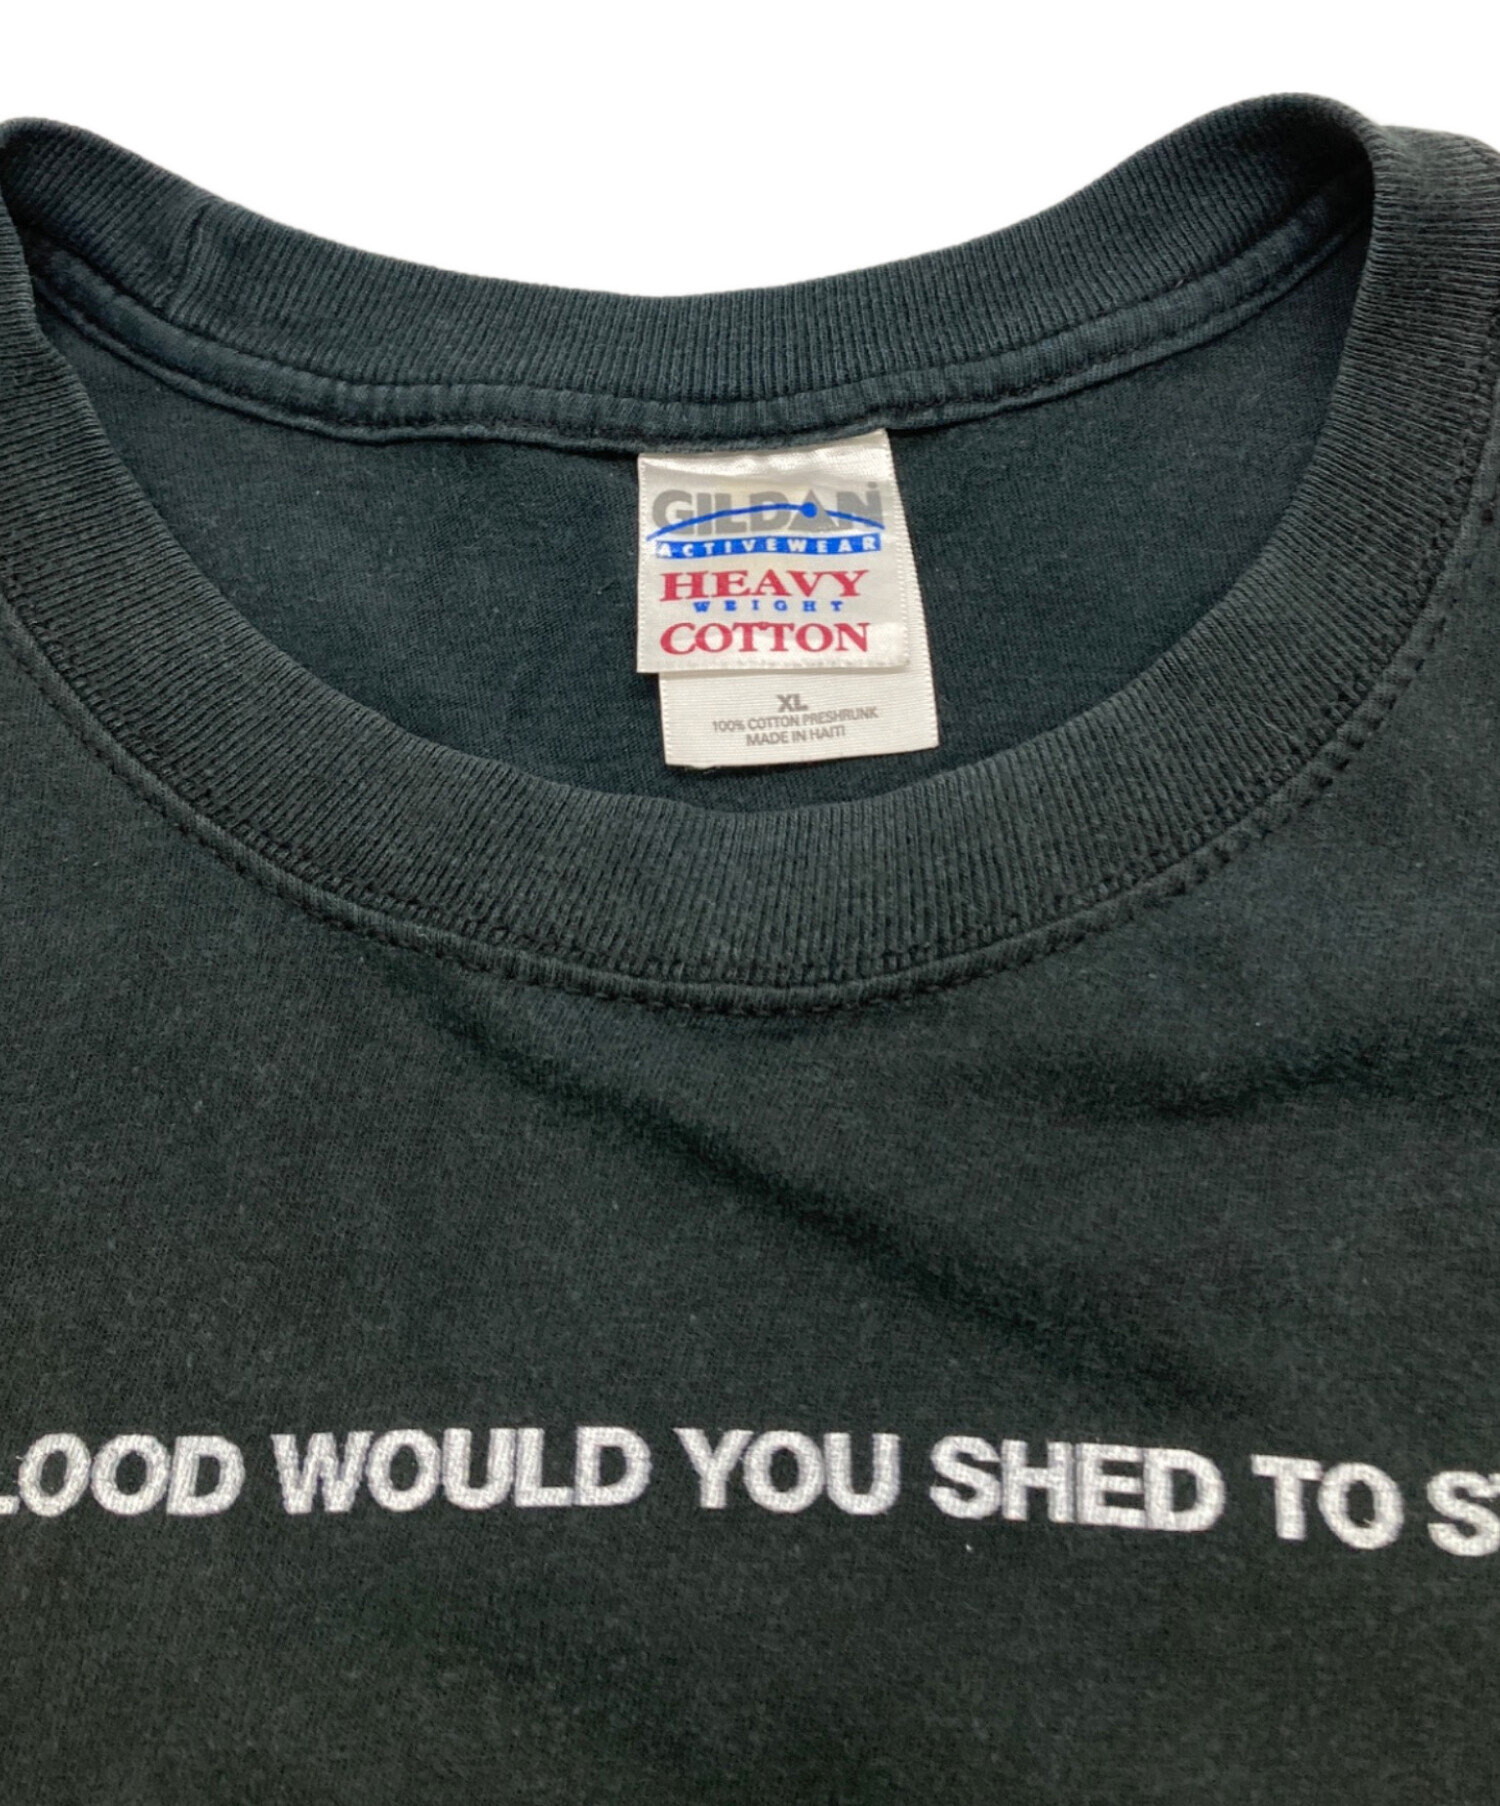 GILDAN
ACTIVEWEAR
HEAVY
WEIGHT
COTTON
XL
100% COTTON PRESHRUNK
MADE IN HAITI
LOOD WOULD YOU SHED TO S